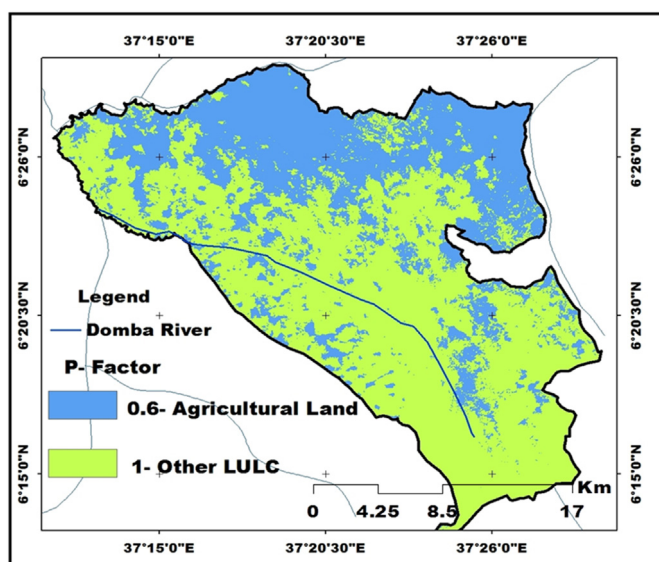 37°15'0"E 37°20'30"E 37°26'0"E
6°26'0"N 6°26'0"N
6°20'30"N 6°20'30"N
6°15'0"N 6°15'0"N
Legend
Domba River
P- Factor
0.6- Agricultural Land
1- Other LULC
Km
0 4.25 8.5 17
37°15'0"E 37°20'30"E 37°26'0"E